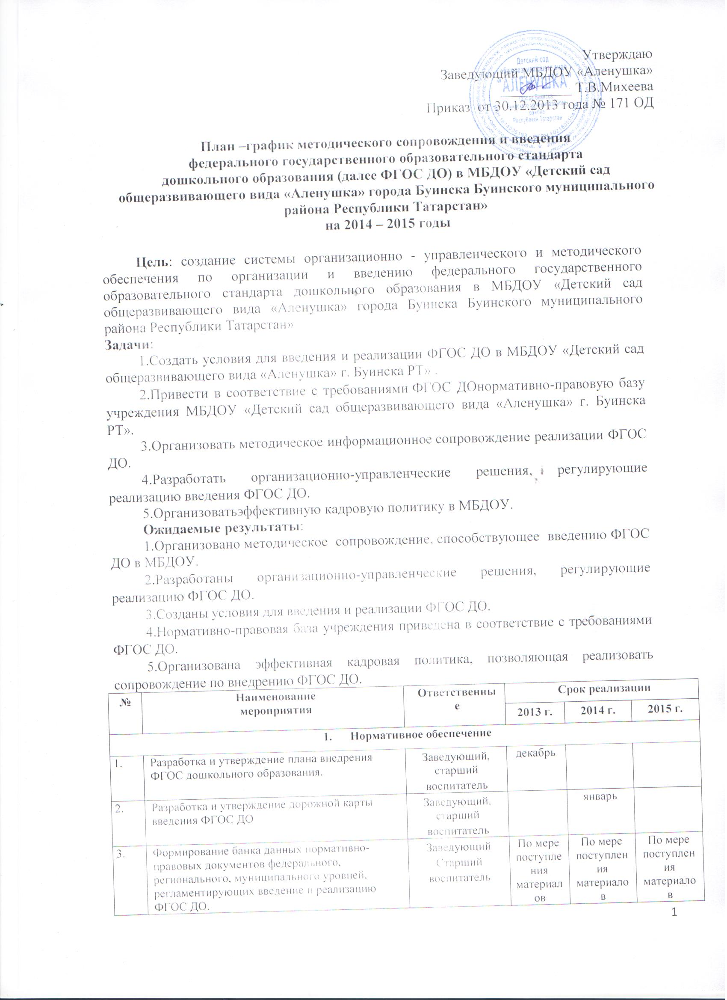 Утверждаю
Заведующий МБДОУ «Аленушка»
Т.В.Михеева
Приказ от 30.12.2013 года № 171 ОД
Детский сад
"АЛЕНУШКА"
города Буинска
района
Республики Татарстан
План –график методического сопровождения и введения
федерального государственного образовательного стандарта
дошкольного образования (далее ФГОС ДО) в МБДОУ «Детский сад
общеразвивающего вида «Аленушка» города Буинска Буинского муниципального
района Республики Татарстан»
на 2014 – 2015 годы
Цель: создание системы организационно - управленческого и методического
обеспечения по организации и введению федерального государственного
образовательного стандарта дошкольного образования в МБДОУ «Детский сад
общеразвивающего вида «Аленушка» города Буинска Буинского муниципального
района Республики Татарстан»
Задачи:
1.Создать условия для введения и реализации ФГОС ДО в МБДОУ «Детский сад
общеразвивающего вида «Аленушка» г. Буинска РТ» .
2.Привести в соответствие с требованиями ФГОС ДОнормативно-правовую базу
учреждения МБДОУ «Детский сад общеразвивающего вида «Аленушка» г. Буинска
РТ».
3.Организовать методическое информационное сопровождение реализации ФГОС
ДО.
4.Разработать организационно-управленческие решения, регулирующие
реализацию введения ФГОС ДО.
5.Организоватьэффективную кадровую политику в МБДОУ.
Ожидаемые результаты:
1.Организовано методическое сопровождение. способствующее введению ФГОС
ДО в МБДОУ.
2.Разработаны организационно-управленческие решения, регулирующие
реализацию ФГОС ДО.
3.Созданы условия для введения и реализации ФГОС ДО.
4.Нормативно-правовая база учреждения приведена в соответствие с требованиями
ФГОС ДО.
5.Организована эффективная кадровая политика, позволяющая реализовать
сопровождение по внедрению ФГОС ДО.
№ Наименование Ответственны Срок реализации
мероприятия е 2013 г. 2014 г. 2015 г.
1. Нормативное обеспечение
1. Разработка и утверждение плана внедрения Заведующий, декабрь
ФГОС дошкольного образования. старший
воспитатель
2. Разработка и утверждение дорожной карты Заведующий. январь
введения ФГОС ДО старший
воспитатель
3. Формирование банка данных нормативно- Заведующий По мере По мере По мере
правовых документов федерального, Старший поступле поступлен поступлен
регионального, муниципального уровней, воспитатель ния ия ия
регламентирующих введение и реализацию материал материало материало
ФГОС ДО. ов в в
1